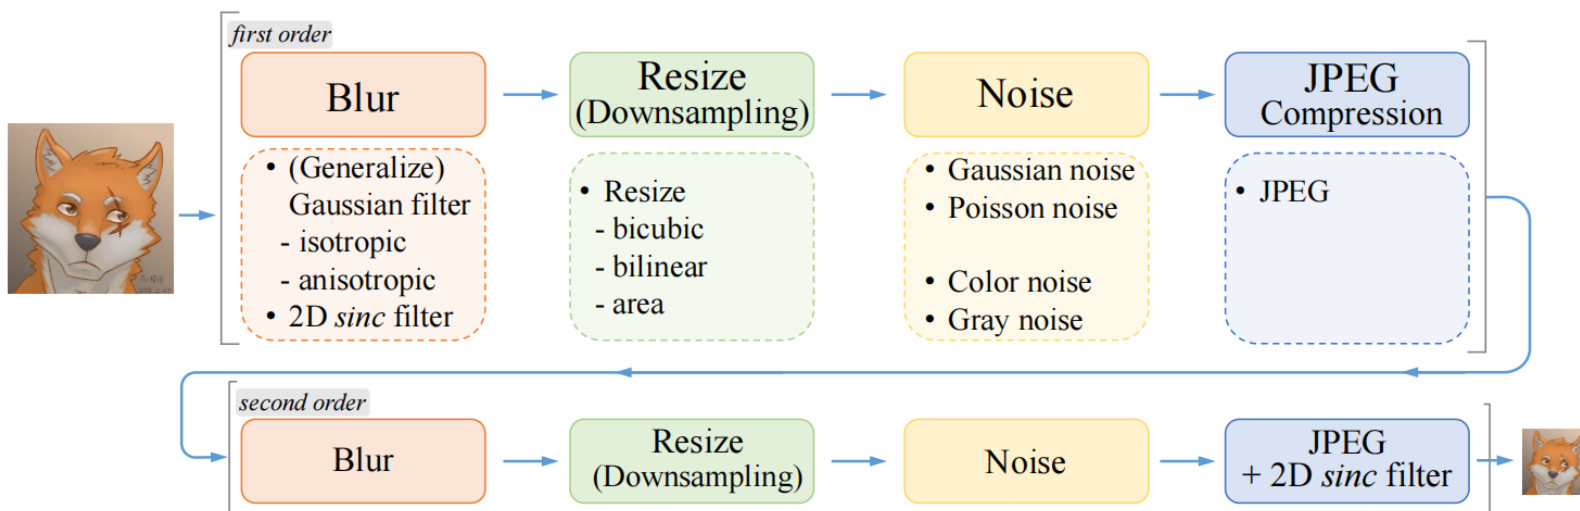 first order
Blur
Resize
(Downsampling)
Noise
JPEG
Compression
• (Generalize)
Gaussian filter
- isotropic
- anisotropic
• 2D sinc filter
• Resize
- bicubic
- bilinear
- area
• Gaussian noise
• Poisson noise
• Color noise
• Gray noise
• JPEG
second order
Blur
Resize
(Downsampling)
Noise
JPEG
+ 2D sinc filter